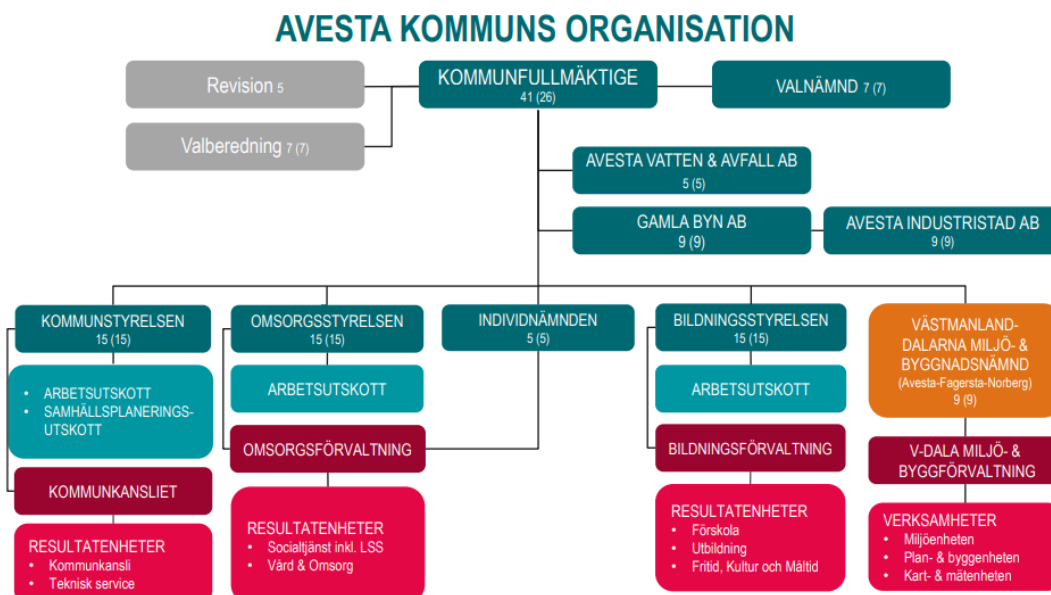 AVESTA KOMMUNS ORGANISATION
Revision 5
KOMMUNFULLMÄKTIGE
41 (26)
VALNÄMND 7 (7)
Valberedning 7 (7)
AVESTA VATTEN & AVFALL AB
5 (5)
GAMLA BYN AB
9 (9)
AVESTA INDUSTRISTAD AB
9 (9)
KOMMUNSTYRELSEN
15 (15)
• ARBETSUTSKOTT
• SAMHÄLLSPLANERINGS-
UTSKOTT
KOMMUNKANSLIET
RESULTATENHETER
• Kommunkansli
• Teknisk service
OMSORGSSTYRELSEN
15 (15)
ARBETSUTSKOTT
OMSORGSFÖRVALTNING
RESULTATENHETER
• Socialtjänst inkl. LSS
• Vård & Omsorg
INDIVIDNÄMNDEN
5 (5)
BILDNINGSSTYRELSEN
15 (15)
ARBETSUTSKOTT
BILDNINGSFÖRVALTNING
RESULTATENHETER
• Förskola
• Utbildning
• Fritid, Kultur och Måltid
VÄSTMANLAND-
DALARNA MILJÖ- &
BYGGNADSNÄMND
(Avesta-Fagersta-Norberg)
9 (9)
V-DALA MILJÖ- &
BYGGFÖRVALTNING
VERKSAMHETER
• Miljöenheten
• Plan- & byggenheten
• Kart- & mätenheten